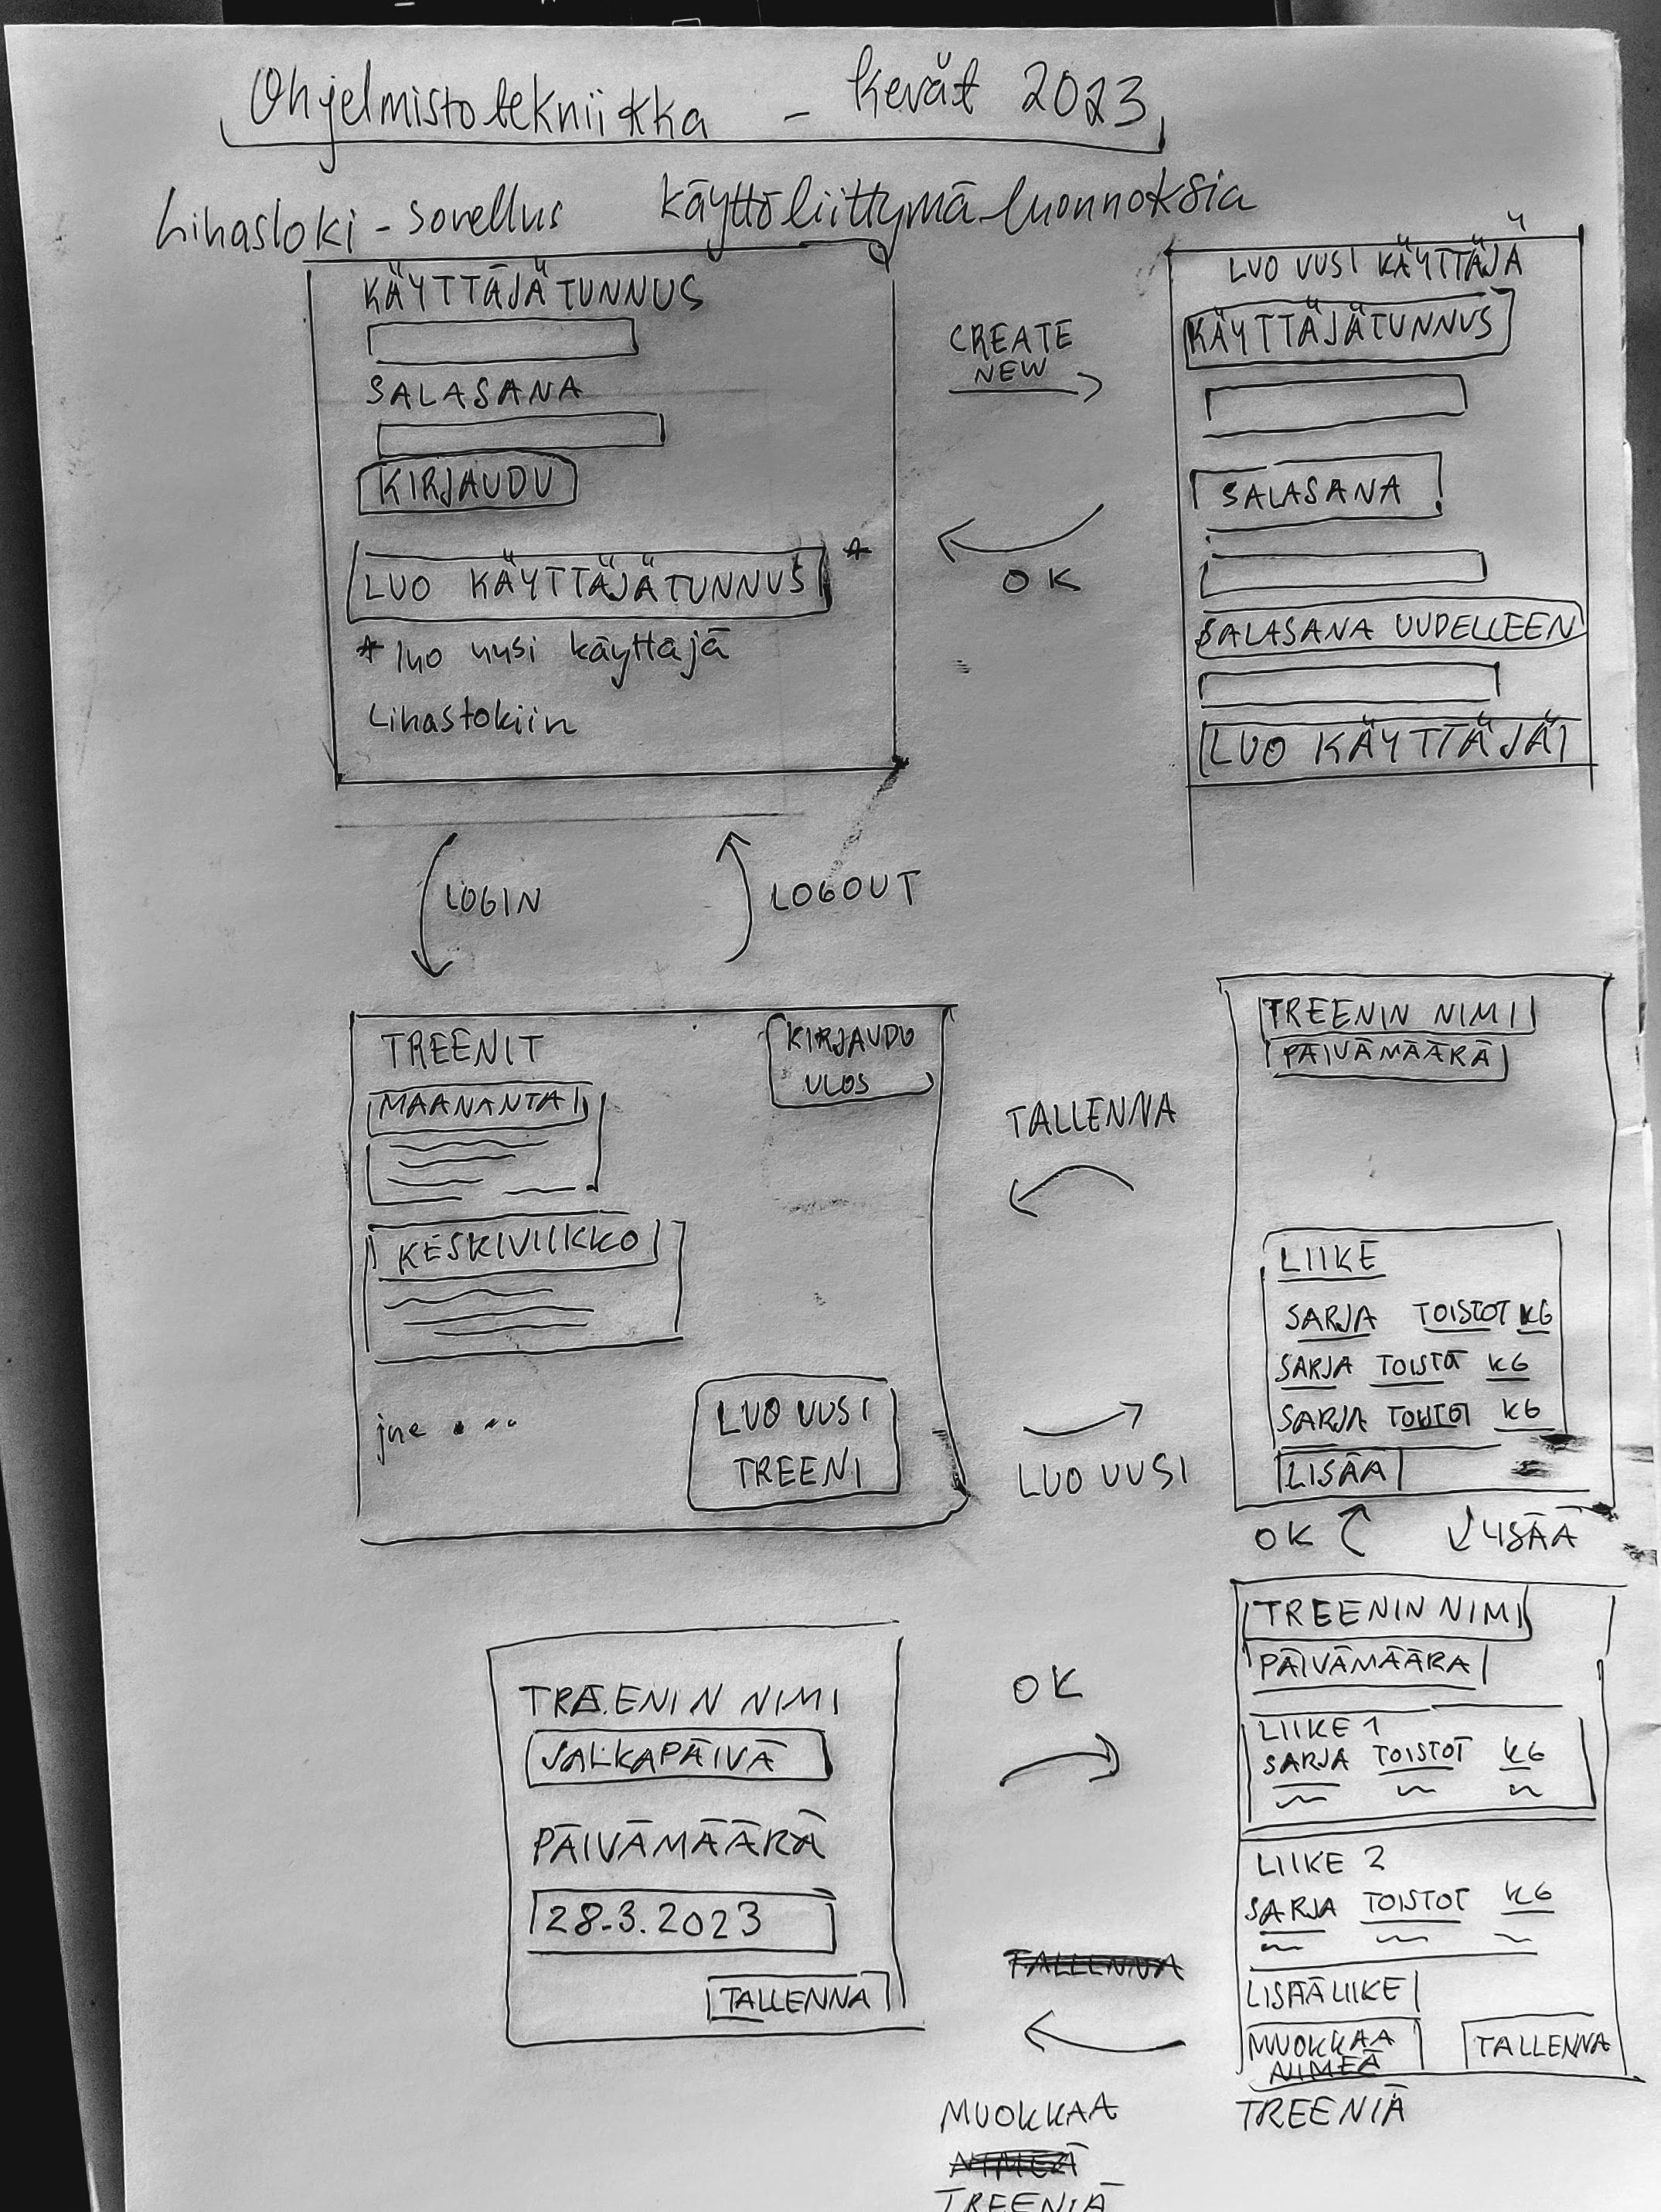 Ohjelmistotekniikka - kevät 2023
Lihasloki-sovellus käyttöliittymä-luonnoksia
KÄYTTÄJÄTUNNUS
SALASANA
KIRJAUDU
LUO KÄYTTÄJÄTUNNUS *
* luo uusi käyttäjä
Lihaslokiin
CREATE
NEW
OK
LUO UUSI KÄYTTÄJÄ
KÄYTTÄJÄTUNNUS
SALASANA
SALASANA UUDELLEEN
LUO KÄYTTÄJÄ
LOGIN
LOGOUT
TREENIT
KIRJAUDU
ULOS
MAANANTAI
KESKIVIIKKO
jne ....
LUO UUSI
TREENI
TALLENNA
LUO UUSI
TREENIN NIMI
PÄIVÄMÄÄRÄ
LIIKE
SARJA TOISTOT KG
SARJA TOISTOT KG
SARJA TOISTOT KG
LISÄÄ
OK
LISÄÄ
TREENIN NIMI
JALKAPÄIVÄ
PÄIVÄMÄÄRÄ
28.3.2023
TALLENNA
OK
TALLENNA
MUOKKAA
NIMEÄ
TREENIÄ
TREENIN NIMI
PÄIVÄMÄÄRÄ
LIIKE 1
SARJA TOISTOT KG
LIIKE 2
SARJA TOISTOT KG
LISÄÄ LIIKE
MUOKKAA
NIMEÄ
TALLENNA
TREENIÄ